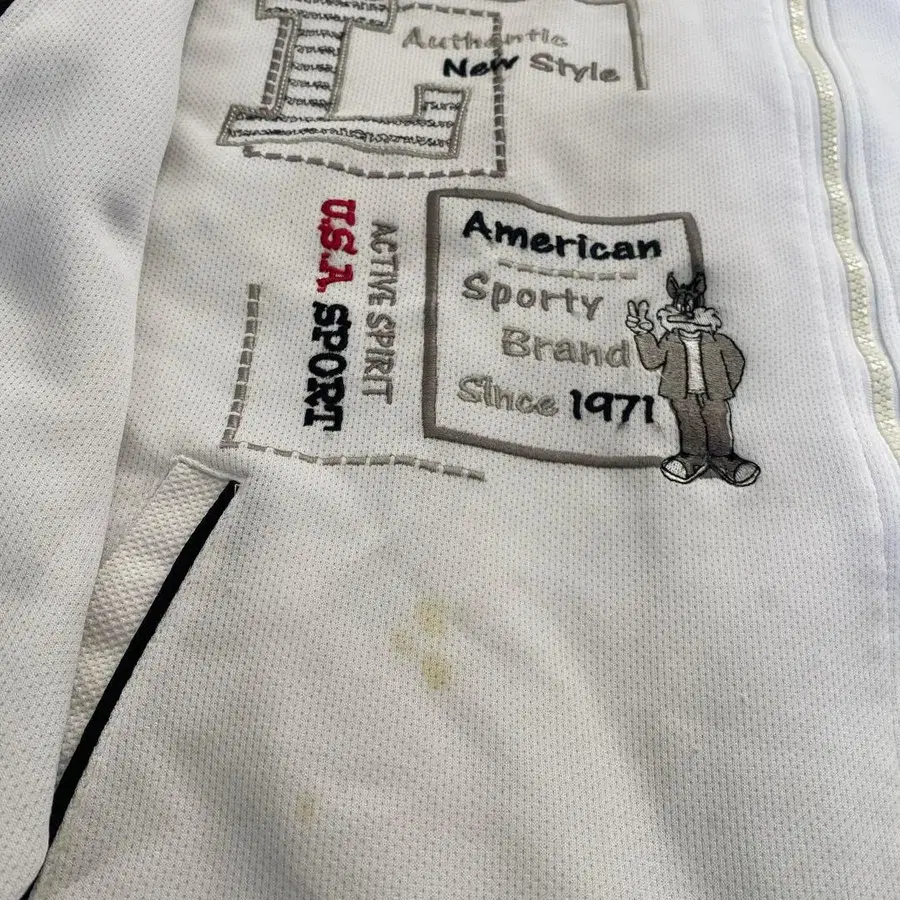 Authentic
New Style
American
Sporty
Brand
Since 1971
ACTIVE SPIRIT
U.S.A. SPORT